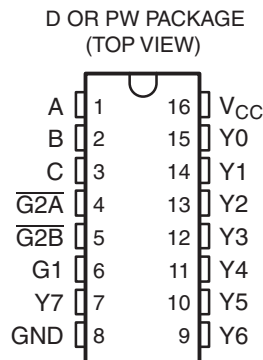 D OR PW PACKAGE
(TOP VIEW)
A 1 16 VCC
B 2 15 Y0
C 3 14 Y1
G2A 4 13 Y2
G2B 5 12 Y3
G1 6 11 Y4
Y7 7 10 Y5
GND 8 9 Y6